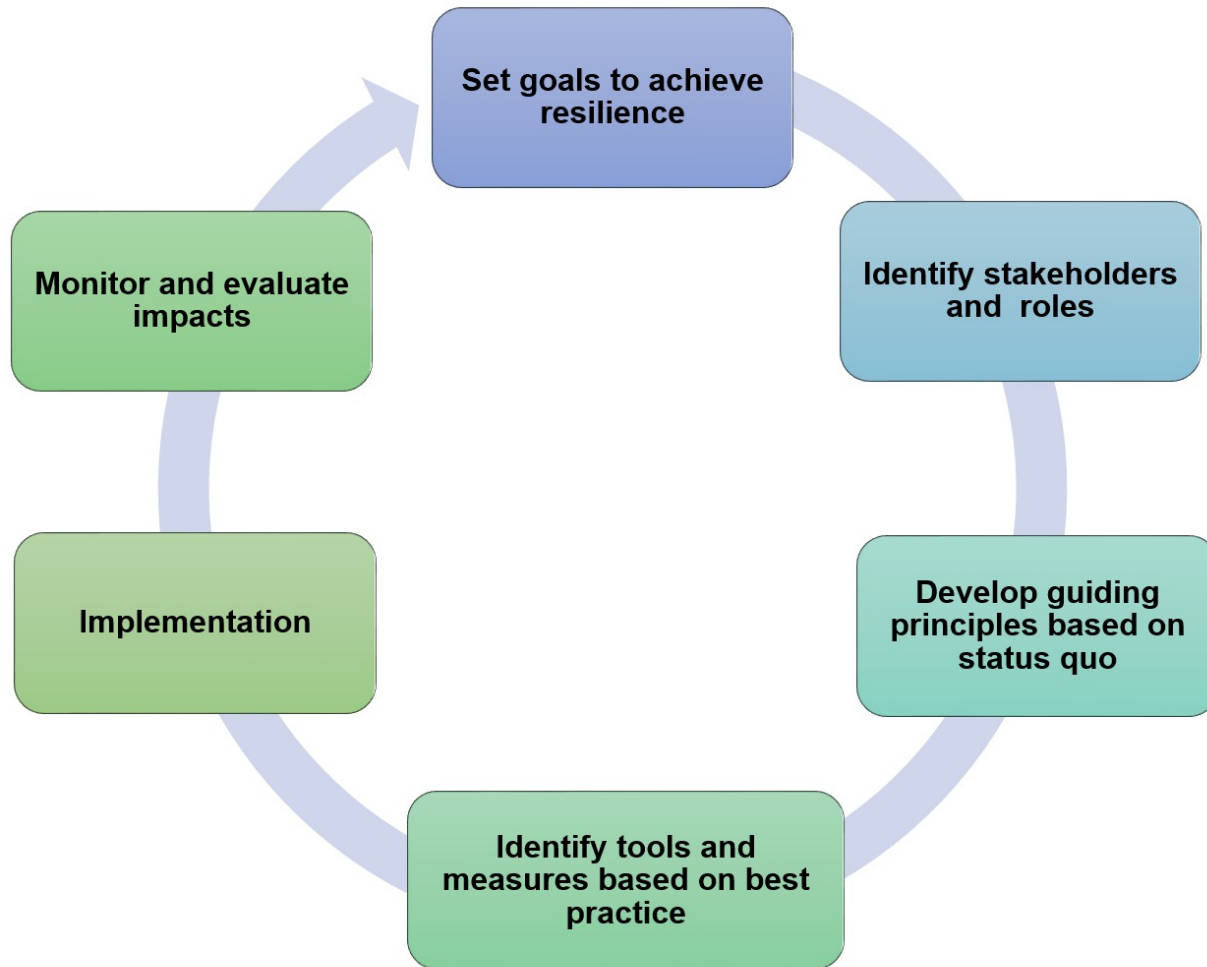 Set goals to achieve
resilience
Identify stakeholders
and  roles
Develop guiding
principles based on
status quo
Identify tools and
measures based on best
practice
Implementation
Monitor and evaluate
impacts